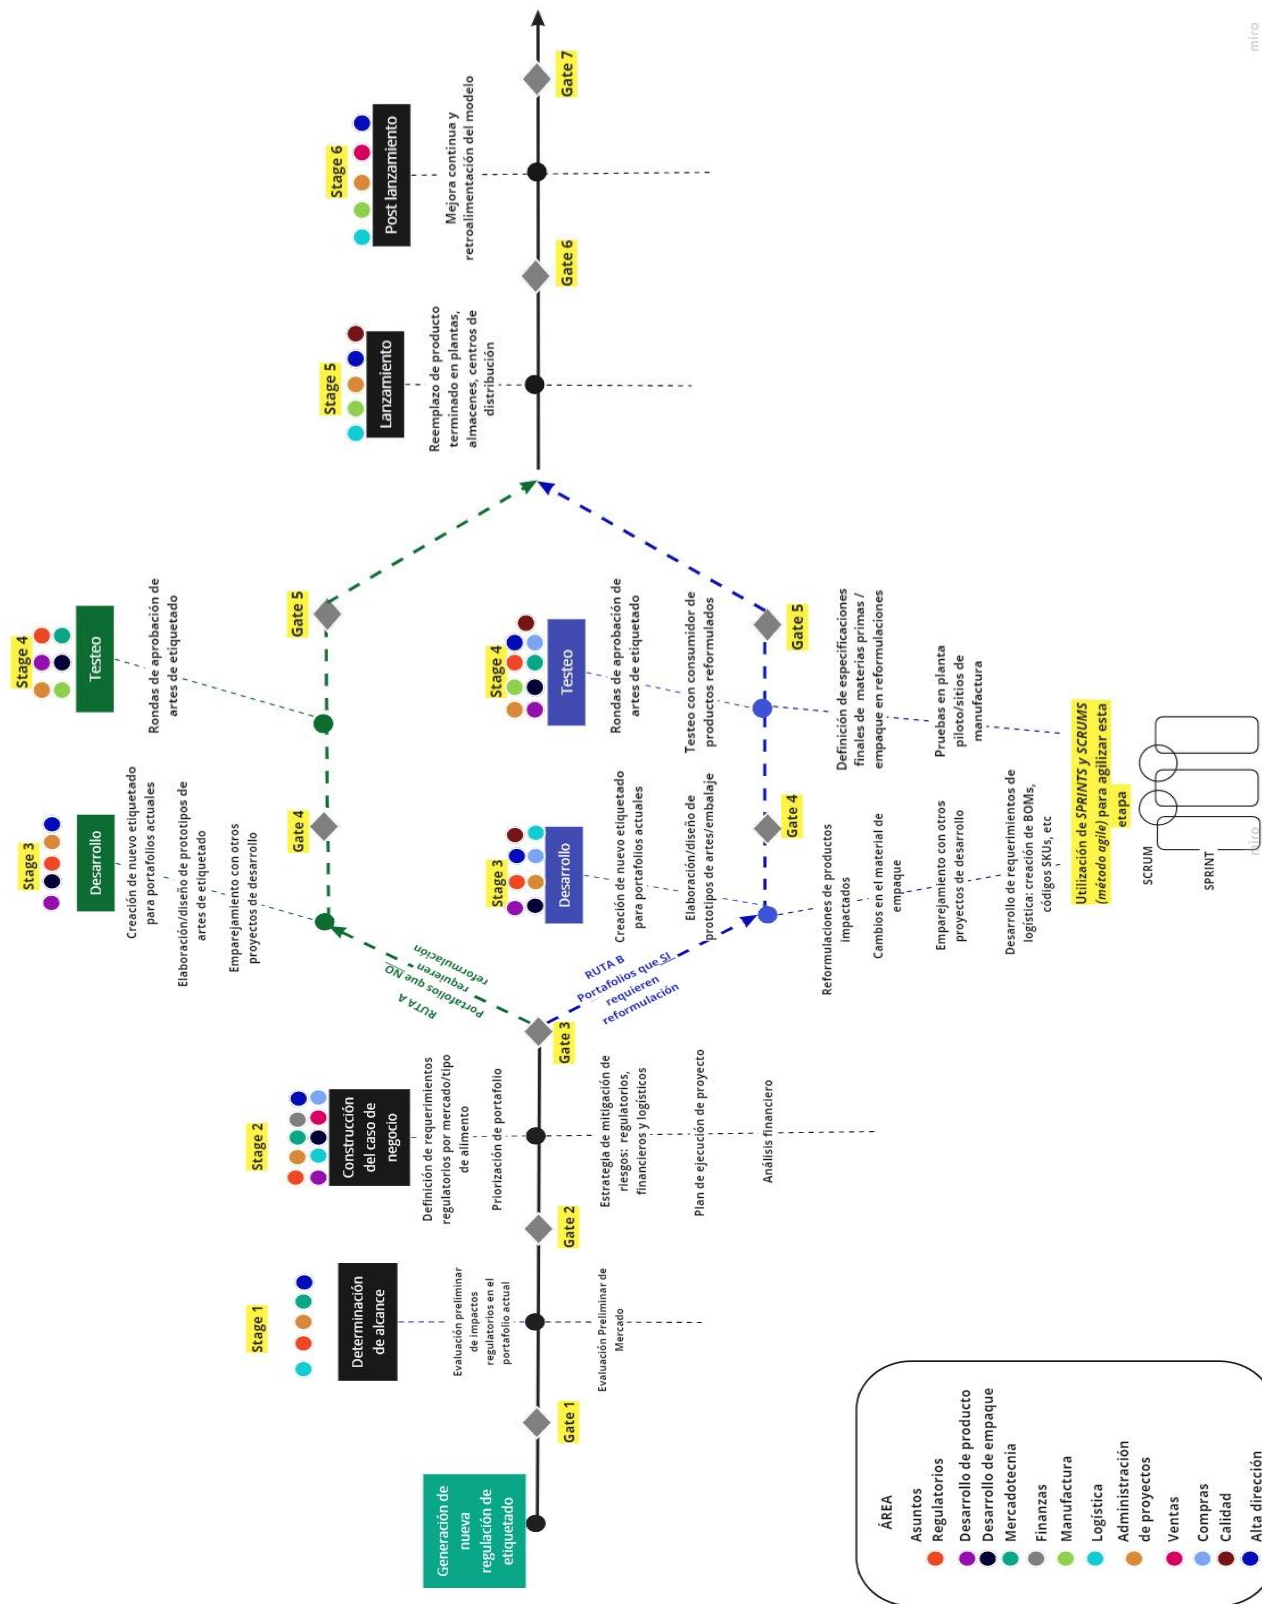 Generación de
nueva
regulación de
etiquetado
Gate 1
Stage 1
Determinación
de alcance
Evaluación preliminar
de impactos
regulatorios en el
portafolio actual
Evaluación Preliminar de
Mercado
Gate 2
Stage 2
Construcción
del caso de
negocio
Definición de requerimientos
regulatorios por mercado/tipo
de alimento
Priorización de portafolio
Estrategia de mitigación de
riesgos: regulatorios,
financieros y logísticos
Plan de ejecución de proyecto
Análisis financiero
Gate 3
RUTA A
Portafolios que NO
requieren
reformulación
Stage 3
Desarrollo
Creación de nuevo etiquetado
para portafolios actuales
Elaboración/diseño de prototipos de
artes de etiquetado
Emparejamiento con otros
proyectos de desarrollo
Gate 4
Stage 4
Testeo
Rondas de aprobación de
artes de etiquetado
Gate 5
RUTA B
Portafolios que SI
requieren
reformulación
Stage 3
Desarrollo
Creación de nuevo etiquetado
para portafolios actuales
Elaboración/diseño de
prototipos de artes/embalaje
Reformulaciones de productos
impactados
Cambios en el material de
empaque
Emparejamiento con otros
proyectos de desarrollo
Desarrollo de requerimientos de
logística: creación de BOMs,
códigos SKUs, etc
Gate 4
Stage 4
Testeo
Rondas de aprobación de
artes de etiquetado
Testeo con consumidor de
productos reformulados
Definición de especificaciones
finales de materias primas /
empaque en reformulaciones
Pruebas en planta
piloto/sitios de
manufactura
Gate 5
Utilización de SPRINTS y SCRUMS
(método agile) para agilizar esta
etapa
SCRUM
SPRINT
miro
Stage 5
Lanzamiento
Reemplazo de producto
terminado en plantas,
almacenes, centros de
distribución
Gate 6
Stage 6
Post lanzamiento
Mejora continua y
retroalimentación del modelo
Gate 7
ÁREA
Asuntos
Regulatorios
Desarrollo de producto
Desarrollo de empaque
Mercadotecnia
Finanzas
Manufactura
Logística
Administración
de proyectos
Ventas
Compras
Calidad
Alta dirección
miro